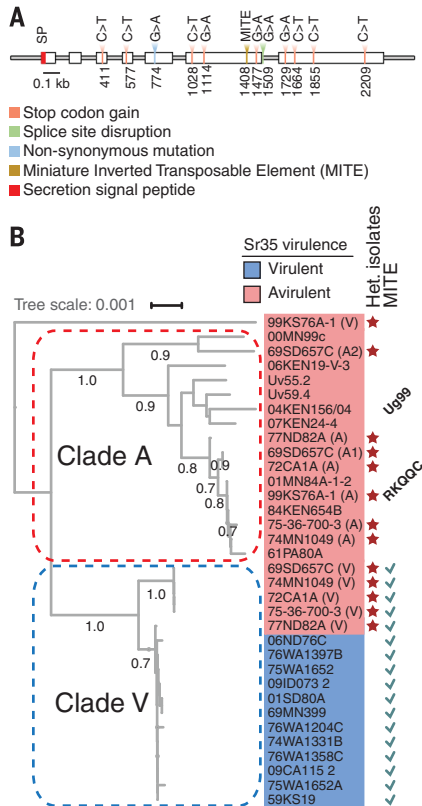 A
SP
C>T
C>T
G>A
C>T
G>A
MITE
G>A
G>A
G>A
C>T
C>T
C>T
0.1 kb
411
577
774
1028
1114
1408
1477
1509
1729
1664
1855
2209
Stop codon gain
Splice site disruption
Non-synonymous mutation
Miniature Inverted Transposable Element (MITE)
Secretion signal peptide
B
Sr35 virulence
Virulent
Avirulent
Het. isolates
MITE
Tree scale: 0.001
99KS76A-1 (V)
00MN99c
69SD657C (A2)
06KEN19-V-3
Uv55.2
Uv59.4
04KEN156/04
07KEN24-4
77ND82A (A)
69SD657C (A1)
72CA1A (A)
01MN84A-1-2
99KS76A-1 (A)
84KEN654B
75-36-700-3 (A)
74MN1049 (A)
61PA80A
69SD657C (V)
74MN1049 (V)
72CA1A (V)
75-36-700-3 (V)
77ND82A (V)
06ND76C
76WA1397B
75WA1652
09ID073 2
01SD80A
69MN399
76WA1204C
74WA1331B
76WA1358C
09CA115 2
75WA1652A
59KS19
Ug99
RKQQC
0.9
1.0
0.9
0.8
0.9
0.7
0.8
0.7
Clade A
1.0
1.0
0.7
Clade V